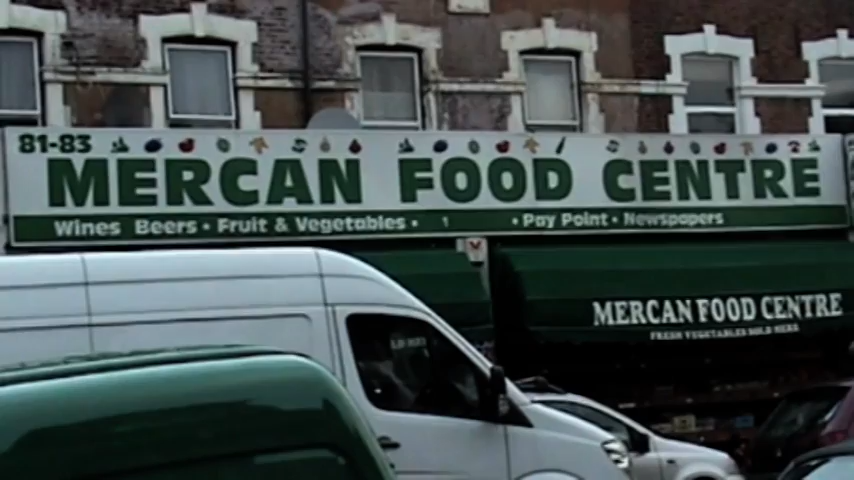 81-83
MERCAN FOOD CENTRE
Wines Beers • Fruit & Vegetables • • Pay Point • Newspapers
MERCAN FOOD CENTRE
FRESH VEGETABLES SOLD HERE